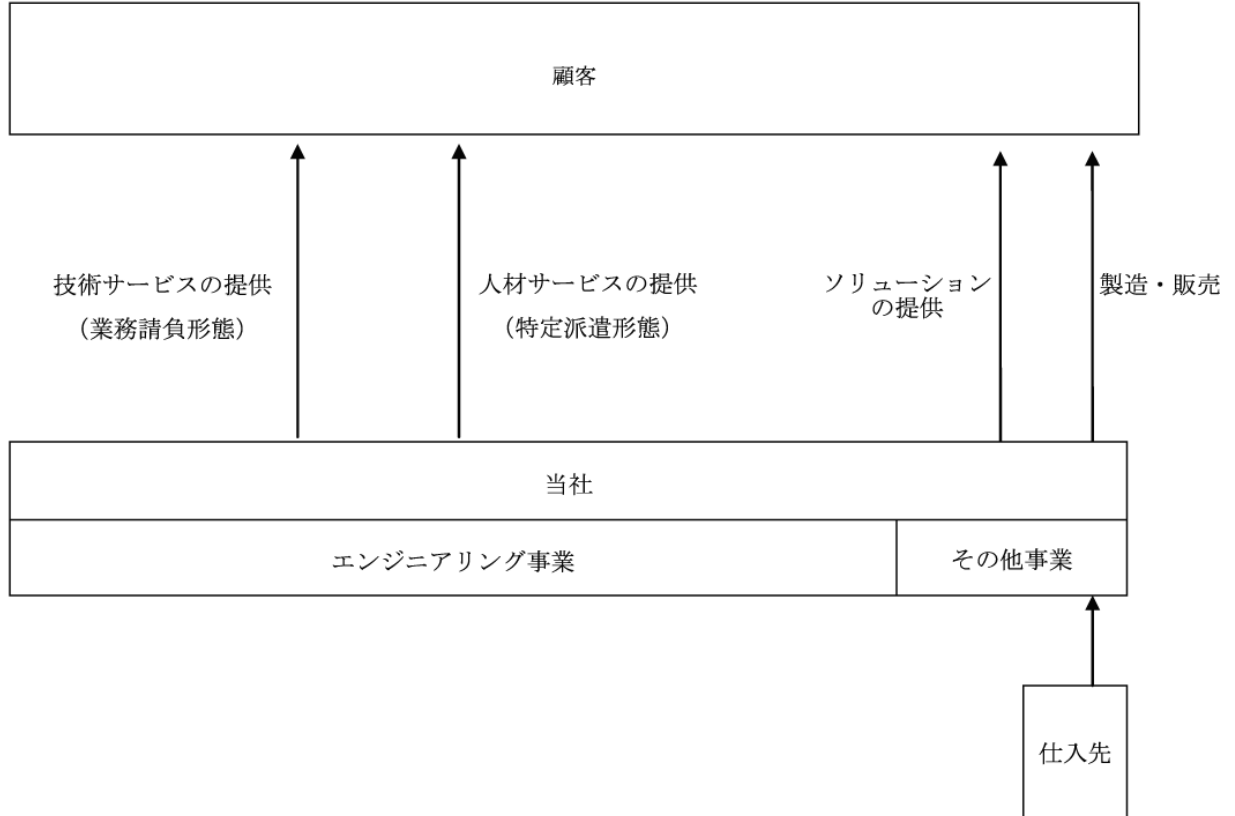 顧客
技術サービスの提供
（業務請負形態）
人材サービスの提供
（特定派遣形態）
ソリューション
の提供
製造・販売
当社
エンジニアリング事業
その他事業
仕入先